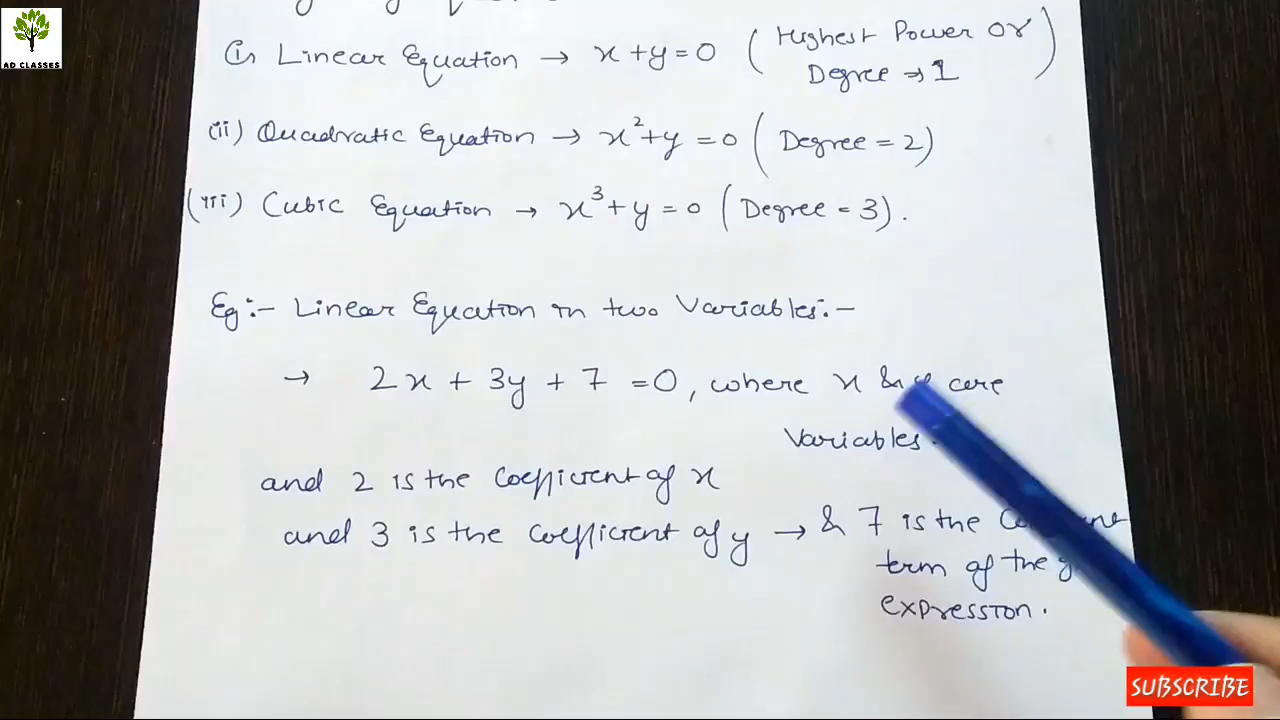 AD CLASSES
(i) Linear Equation → x + y = 0 ( Highest Power or
Degree → 1 )
(ii) Quadratic Equation → x² + y = 0 ( Degree = 2 )
(iii) Cubic Equation → x³ + y = 0 ( Degree = 3 ).
Eg:- Linear Equation in two Variables:-
→ 2x + 3y + 7 = 0, where x & are
Variables.
and 2 is the coefficient of x
and 3 is the coefficient of y → & 7 is the
term of the
expression.
SUBSCRIBE